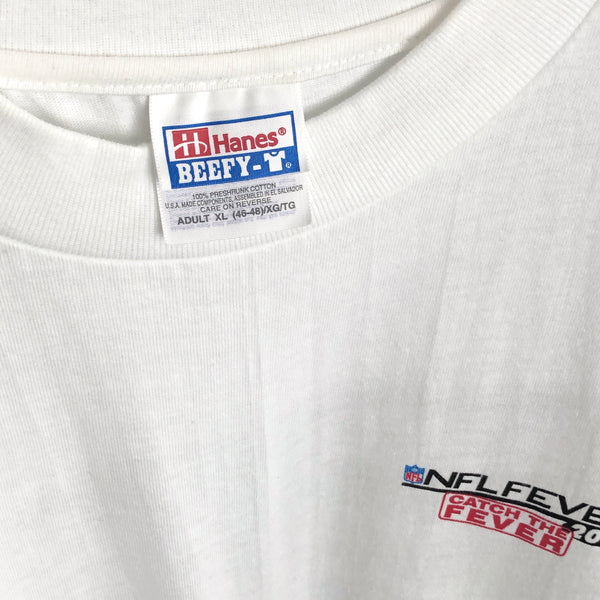 Hanes®
BEEFY-T®
100% PRESHRUNK COTTON
U.S.A. MADE COMPONENTS, ASSEMBLED IN EL SALVADOR
CARE ON REVERSE
ADULT XL (46-48)/XG/TG
NFL NFL FEVE
CATCH THE
FEVER 20